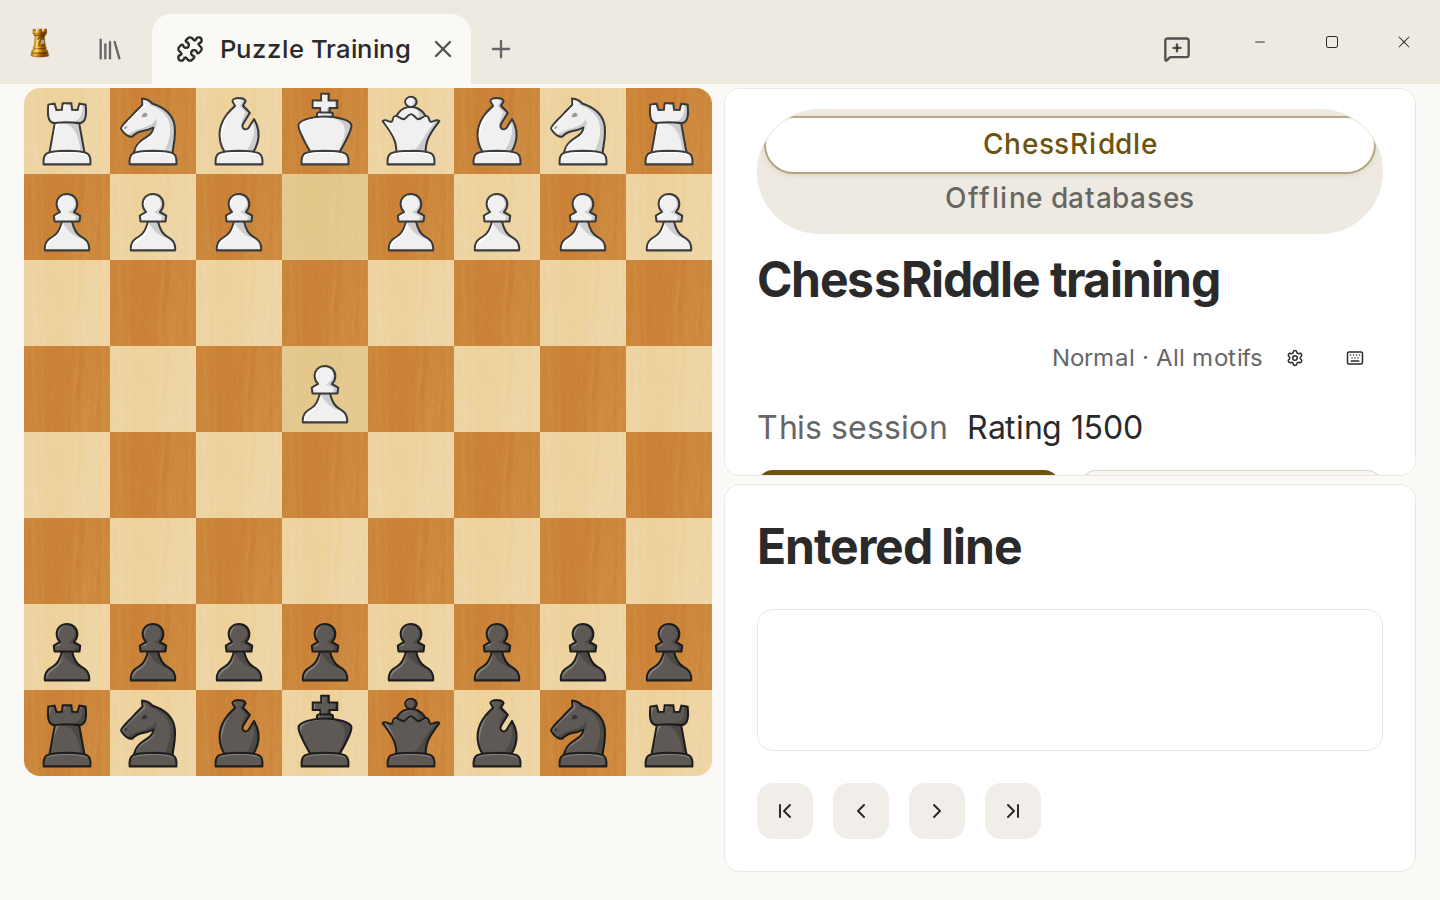 Puzzle Training
ChessRiddle
Offline databases
ChessRiddle training
Normal · All motifs
This session Rating 1500
Entered line